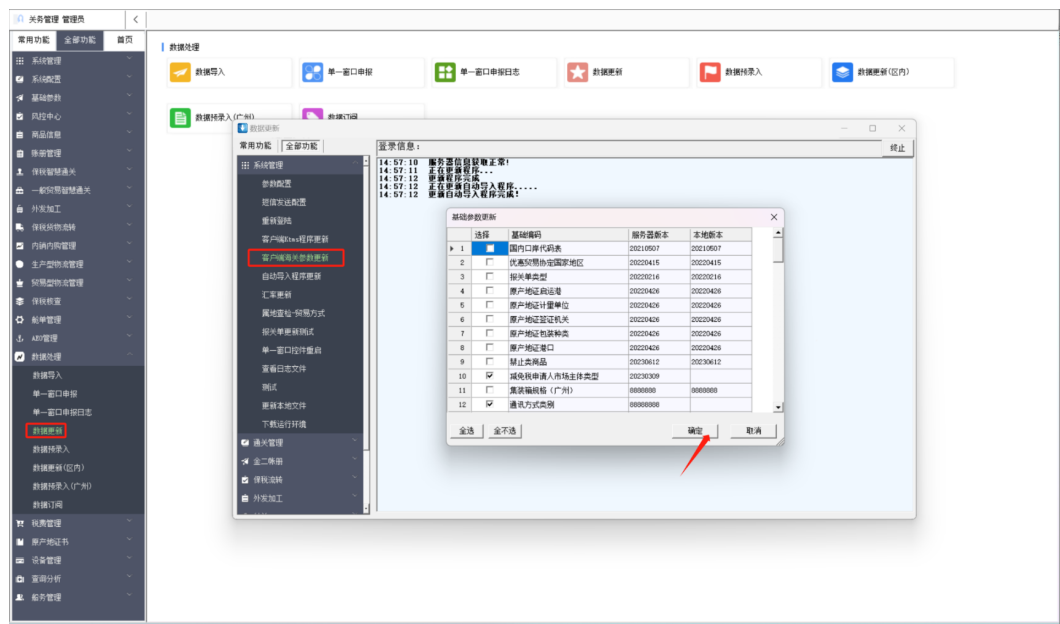 关务管理 管理员
常用功能 全部功能 首页
系统管理
系统配置
基础参数
风控中心
商品信息
账册管理
保税智慧通关
一般贸易智慧通关
外发加工
保税货物流转
内销内购管理
生产型物流管理
贸易型物流管理
保税核查
舱单管理
AEO管理
数据处理
数据导入
单一窗口申报
单一窗口申报日志
数据更新
数据预录入
数据更新(区内)
数据预录入(广州)
数据订阅
税费管理
原产地证书
设备管理
查询分析
服务管理
数据处理
数据导入
单一窗口申报
单一窗口申报日志
数据更新
数据预录入
数据更新(区内)
数据预录入(广州)
数据订阅
数据更新
常用功能 全部功能
系统管理
参数配置
短信发送配置
重新登陆
客户端Kims程序更新
客户端海关参数更新
自动导入程序更新
汇率更新
属地查检-贸易方式
报关单更新测试
单一窗口控件重启
查看日志文件
测试
更新本地文件
下载运行环境
通关管理
金二账册
保税流转
外发加工
登录信息:
终止
14:57:10 服务器信息获取正常!
14:57:11 正在更新程序...
14:57:12 更新程序完成
14:57:12 正在更新自动导入程序.....
14:57:12 更新自动导入程序完成!
基础参数更新
选择 基础编码 服务器版本 本地版本
1 国内口岸代码表 20210507 20210507
2 优惠贸易协定国家地区 20220415 20220415
3 报关单类型 20220216 20220216
4 原产地证启运港 20220426 20220426
5 原产地证计量单位 20220426 20220426
6 原产地证签证机关 20220426 20220426
7 原产地证包装种类 20220426 20220426
8 原产地证港口 20220426 20220426
9 禁止类商品 20230612 20230612
10 减免税申请人市场主体类型 20230309
11 集装箱规格(广州) 8888888 8888888
12 通讯方式类别 88888888
全选 全不选 确定 取消